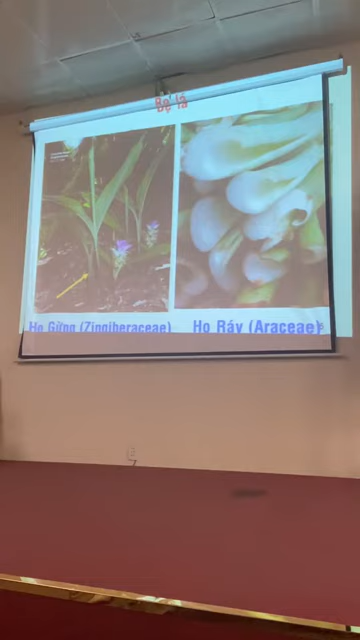 Bẹ lá
Họ Gừng (Zingiberaceae)
Họ Ráy (Araceae)